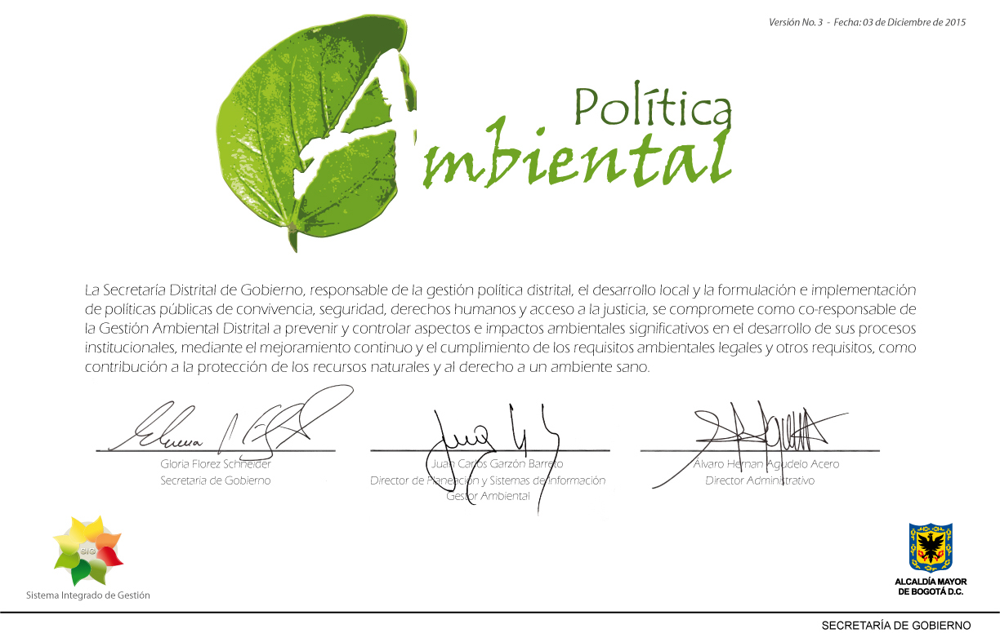 Versión No. 3 - Fecha: 03 de Diciembre de 2015
Política
Ambiental
La Secretaría Distrital de Gobierno, responsable de la gestión política distrital, el desarrollo local y la formulación e implementación
de políticas públicas de convivencia, seguridad, derechos humanos y acceso a la justicia, se compromete como co-responsable de
la Gestión Ambiental Distrital a prevenir y controlar aspectos e impactos ambientales significativos en el desarrollo de sus procesos
institucionales, mediante el mejoramiento continuo y el cumplimiento de los requisitos ambientales legales y otros requisitos, como
contribución a la protección de los recursos naturales y al derecho a un ambiente sano.
Gloria Florez Schneider
Secretaria de Gobierno
Juan Carlos Garzón Barreto
Director de Planeación y Sistemas de Información
Gestor Ambiental
Álvaro Hernan Agudelo Acero
Director Administrativo
SIG
Sistema Integrado de Gestión
ALCALDÍA MAYOR
DE BOGOTÁ D.C.
SECRETARÍA DE GOBIERNO